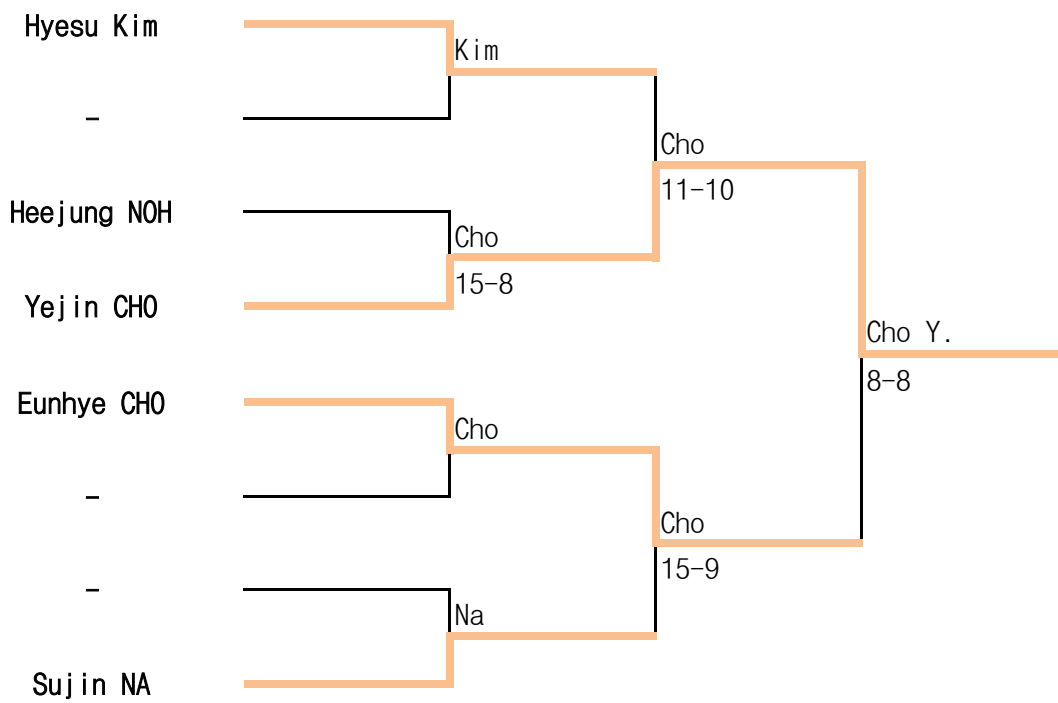 Hyesu Kim
Kim
-
Cho
11-10
Heejung NOH
Cho
15-8
Yejin CHO
Cho Y.
8-8
Eunhye CHO
Cho
-
Cho
15-9
-
Na
Sujin NA